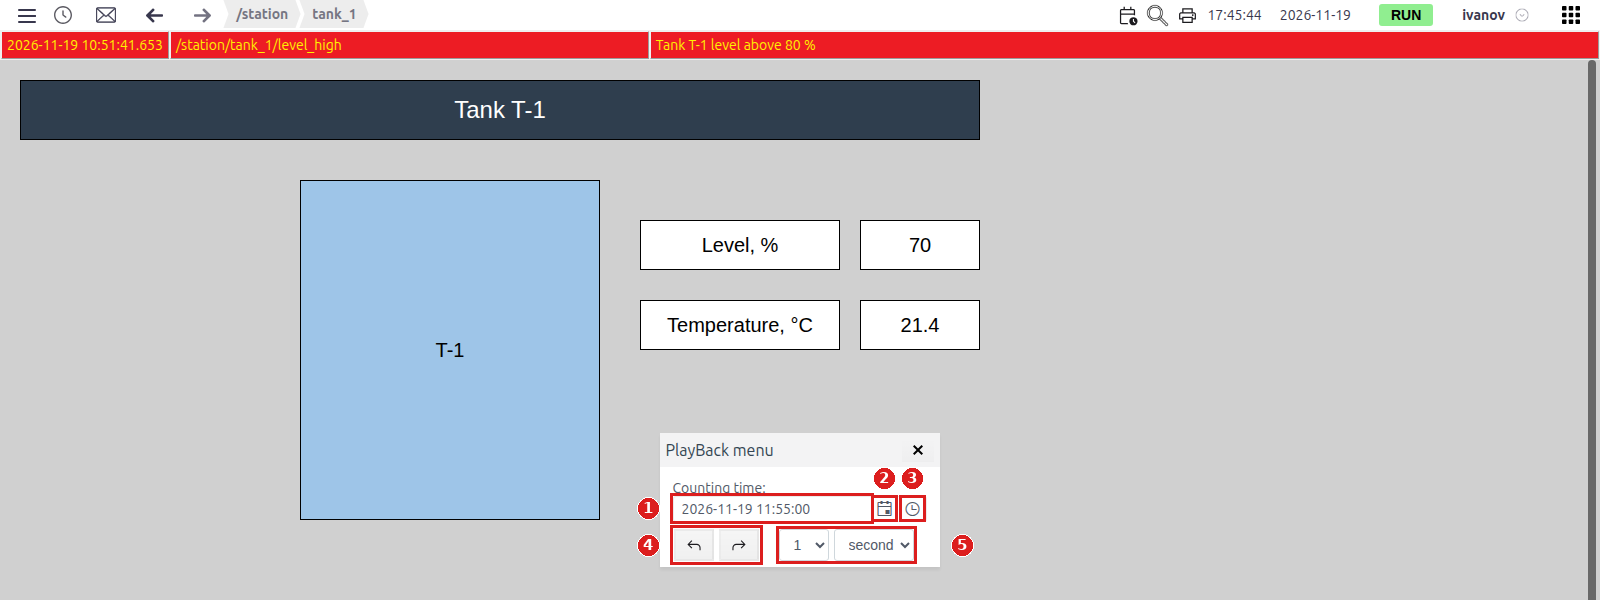 /station tank_1 17:45:44 2026-11-19 RUN ivanov
2026-11-19 10:51:41.653 /station/tank_1/level_high Tank T-1 level above 80 %
Tank T-1
Level, % 70
Temperature, °C 21.4
T-1
PlayBack menu
2 3
Counting time:
1 2026-11-19 11:55:00
4 1 second 5